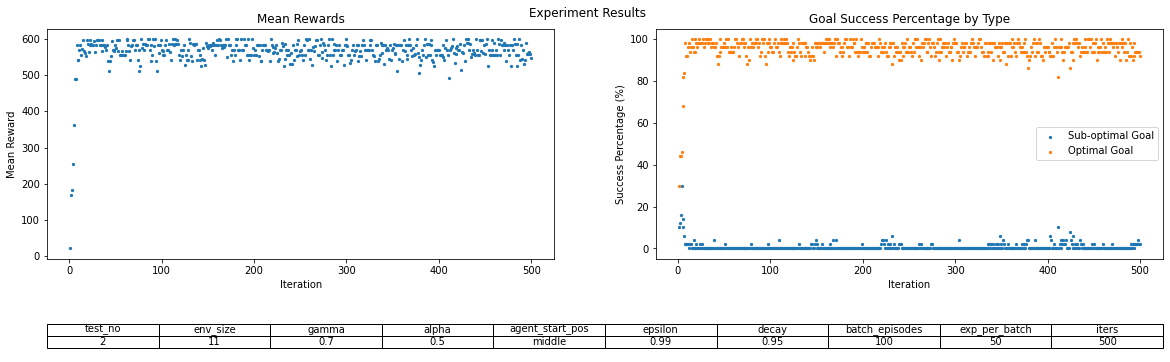 Experiment Results
Mean Rewards
Mean Reward
600
500
400
300
200
100
0
0 100 200 300 400 500
Iteration
Goal Success Percentage by Type
Success Percentage (%)
100
80
60
40
20
0
Sub-optimal Goal
Optimal Goal
0 100 200 300 400 500
Iteration
test_no env_size gamma alpha agent_start_pos epsilon decay batch_episodes exp_per_batch iters
2 11 0.7 0.5 middle 0.99 0.95 100 50 500